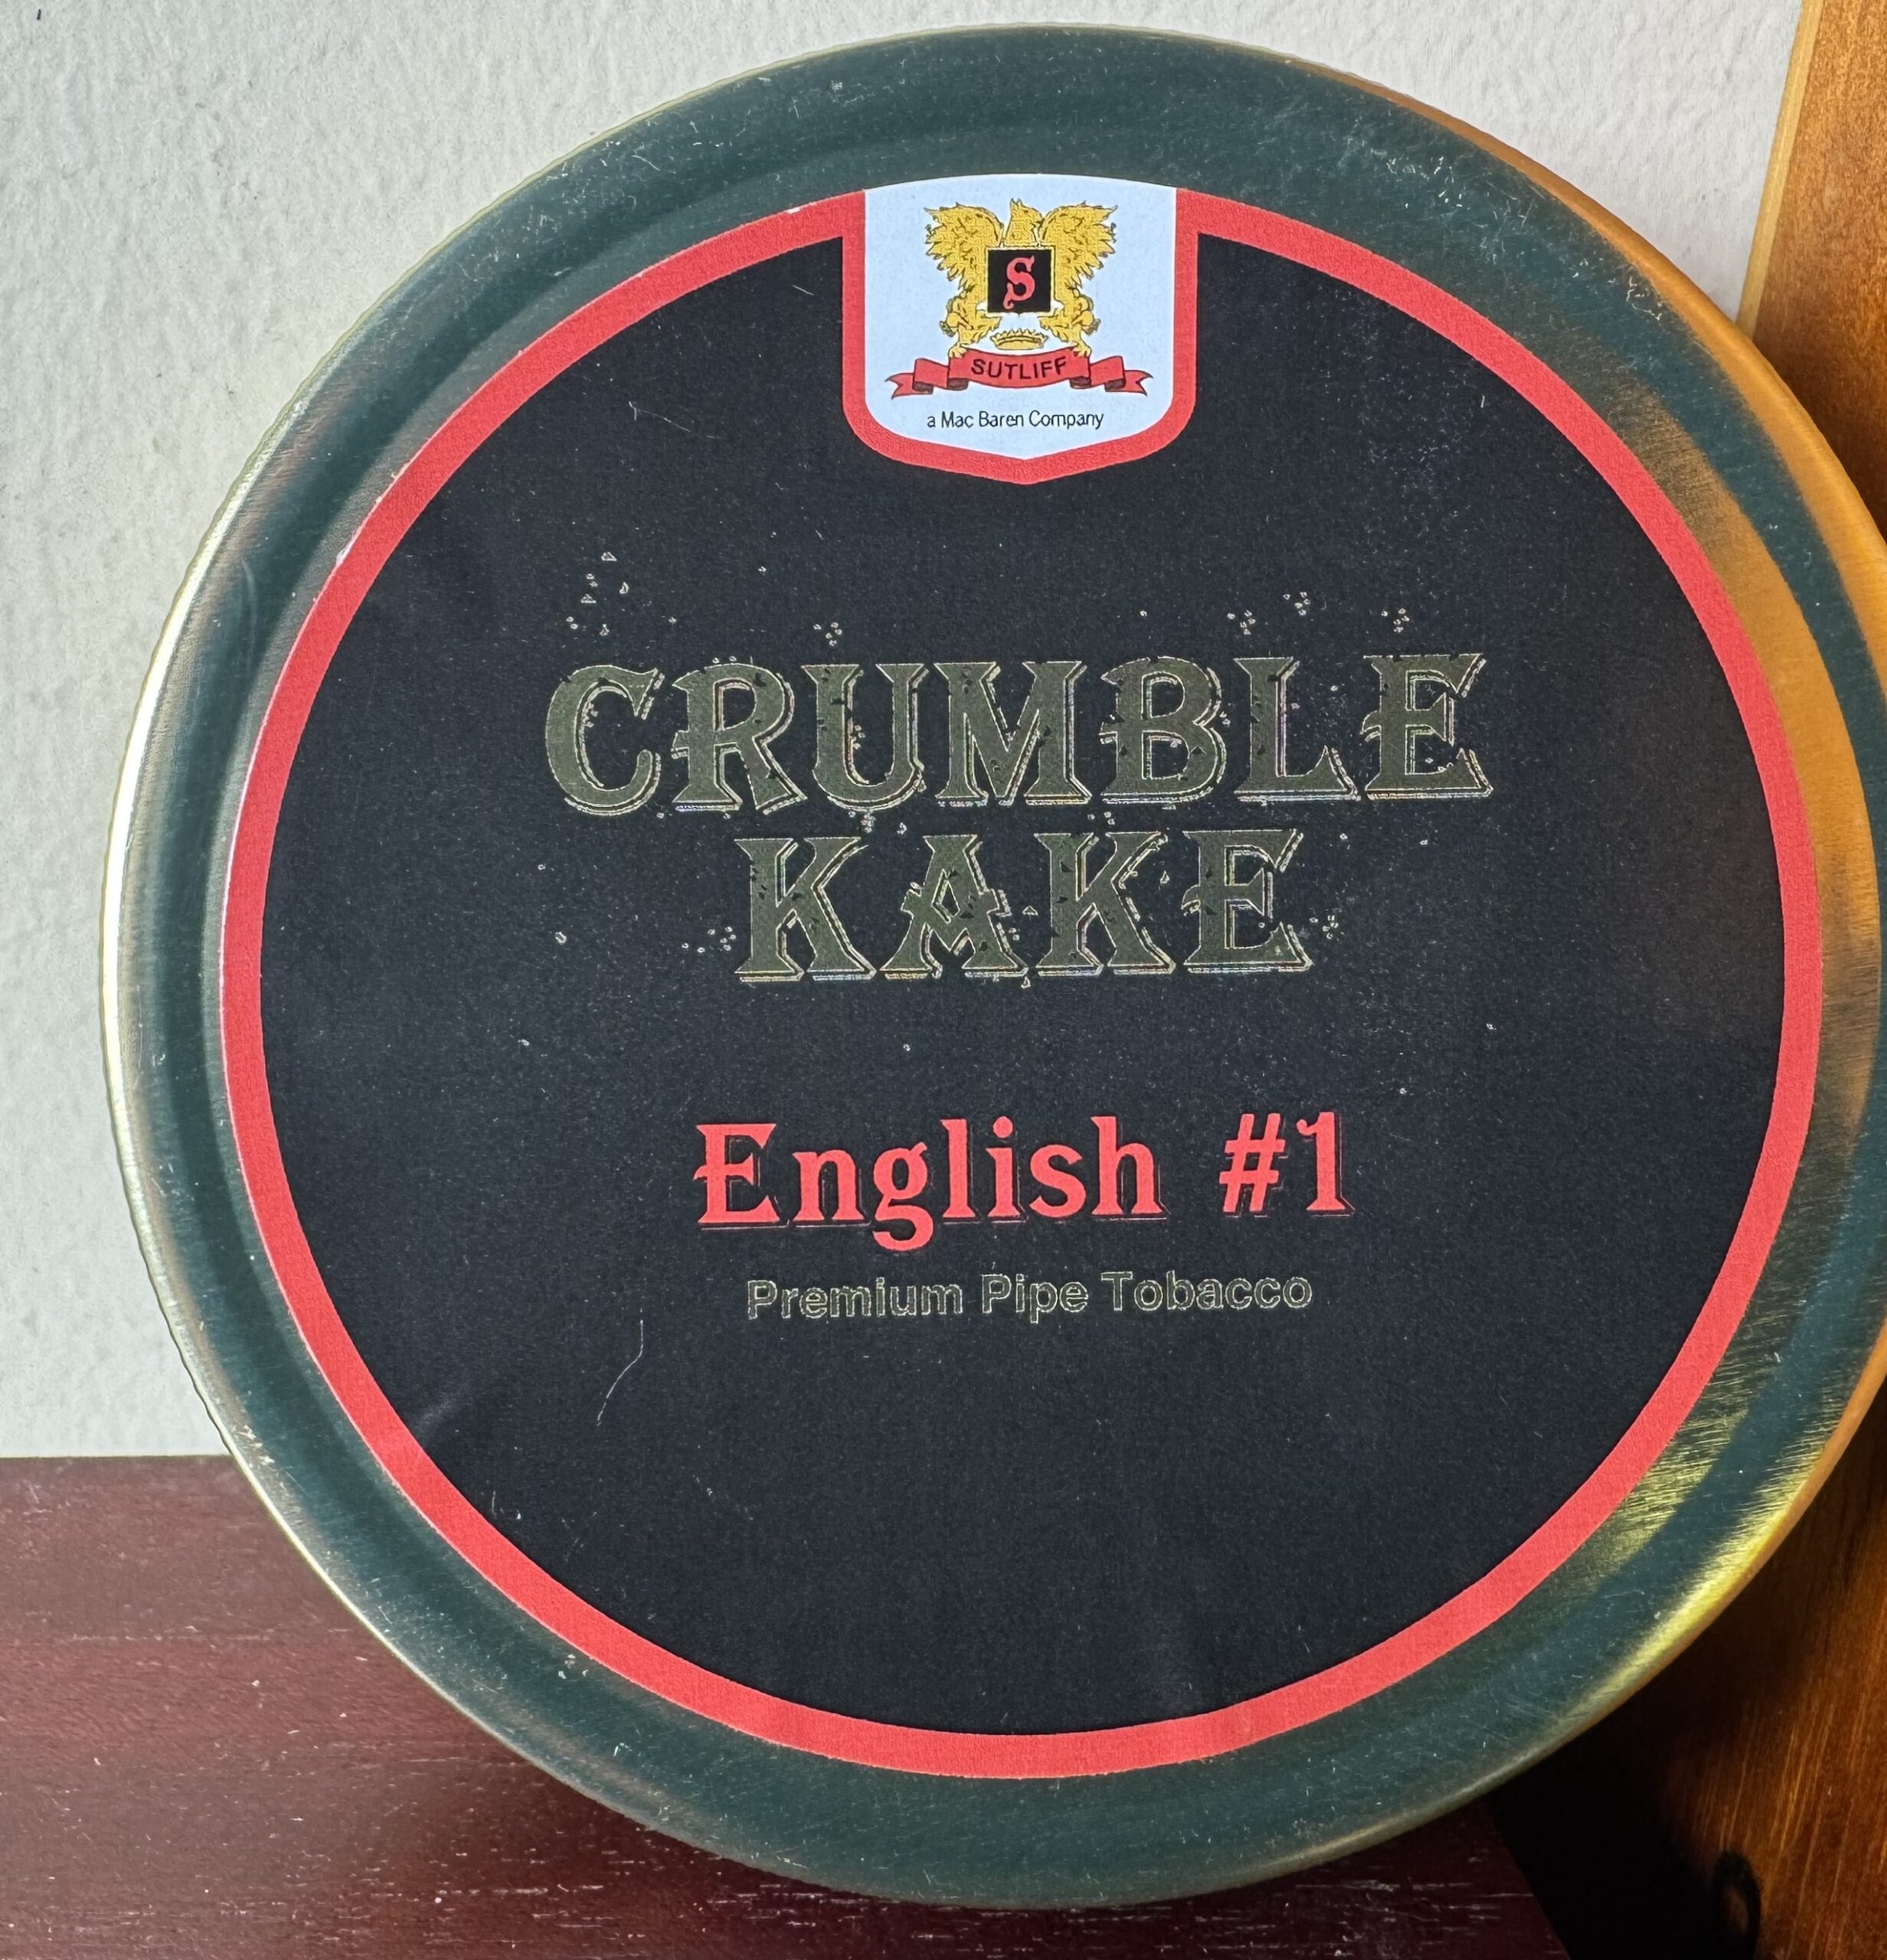 S
SUTLIFF
a Mac Baren Company
CRUMBLE
KAKE
English #1
Premium Pipe Tobacco